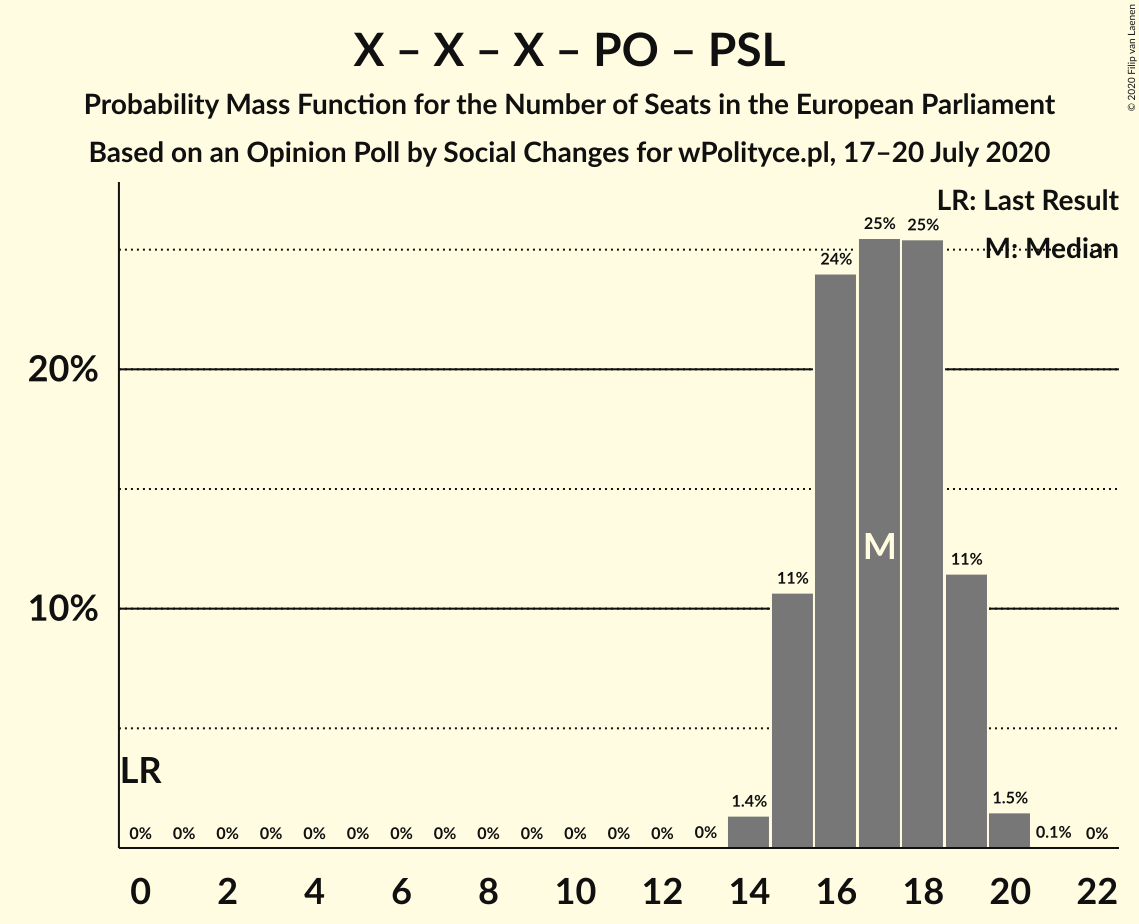 X – X – X – PO – PSL
Probability Mass Function for the Number of Seats in the European Parliament
Based on an Opinion Poll by Social Changes for wPolityce.pl, 17–20 July 2020
© 2020 Filip van Laenen
LR: Last Result
M: Median
25% 25%
24%
20%
M
11%
11%
10%
LR
1.4% 1.5%
0% 0% 0% 0% 0% 0% 0% 0% 0% 0% 0% 0% 0% 0% 0.1% 0%
0 2 4 6 8 10 12 14 16 18 20 22